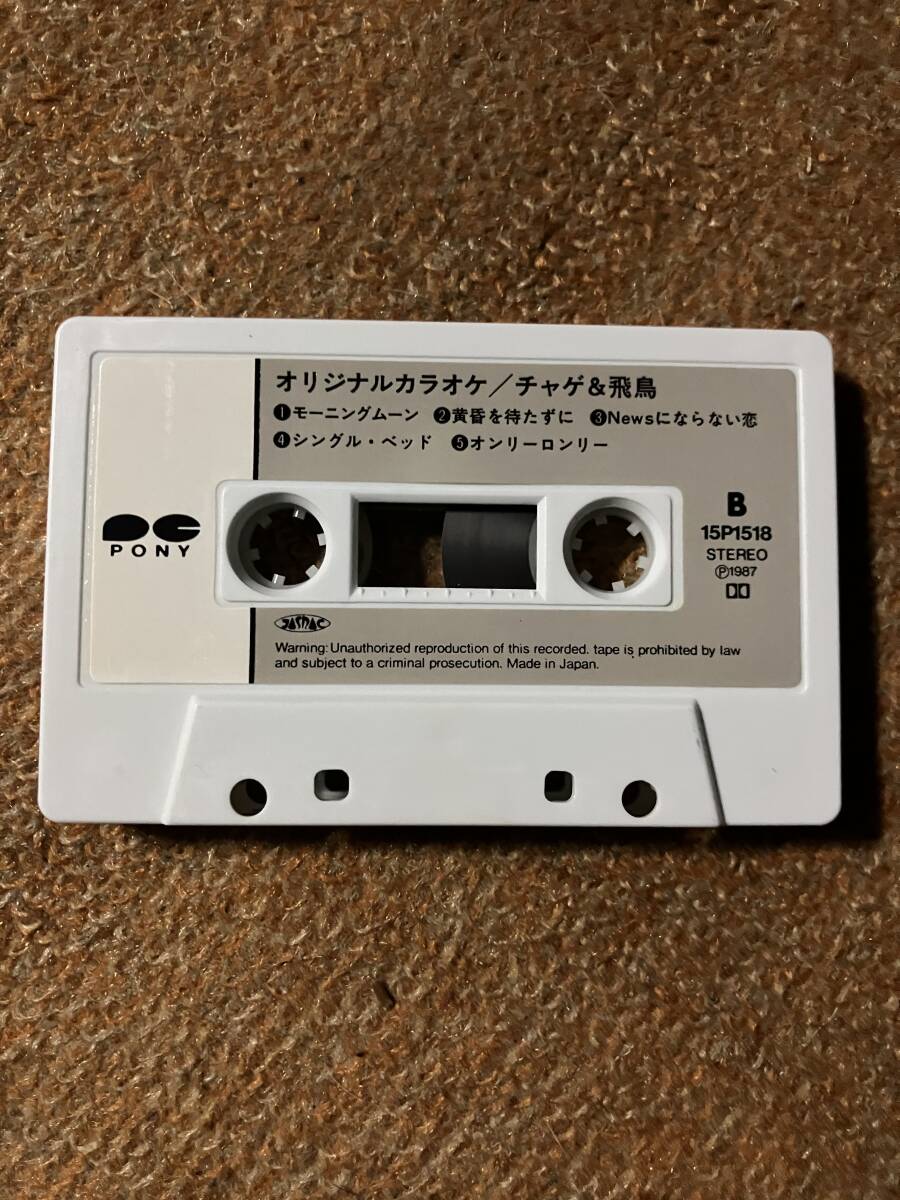 オリジナルカラオケ／チャゲ&飛鳥
❶モーニングムーン ❷黄昏を待たずに ❸Newsにならない恋
❹シングル・ベッド ❺オンリーロンリー
PC
PONY
B
15P1518
STEREO
Ⓟ1987
JASRAC
Warning: Unauthorized reproduction of this recorded. tape is prohibited by law
and subject to a criminal prosecution. Made in Japan.